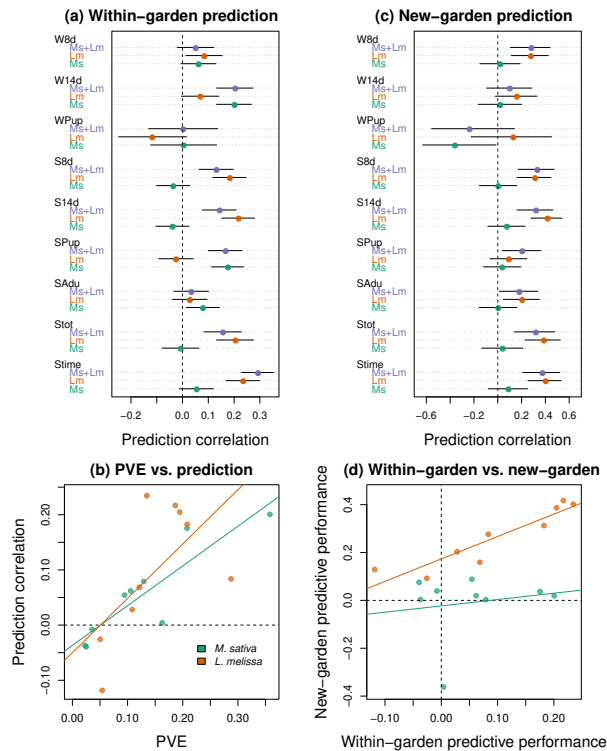 (a) Within−garden prediction
W8d
Ms+Lm
Lm
Ms
W14d
Ms+Lm
Lm
Ms
WPup
Ms+Lm
Lm
Ms
S8d
Ms+Lm
Lm
Ms
S14d
Ms+Lm
Lm
Ms
SPup
Ms+Lm
Lm
Ms
SAdu
Ms+Lm
Lm
Ms
Stot
Ms+Lm
Lm
Ms
Stime
Ms+Lm
Lm
Ms
−0.2 0.0 0.1 0.2 0.3
Prediction correlation
(c) New−garden prediction
W8d
Ms+Lm
Lm
Ms
W14d
Ms+Lm
Lm
Ms
WPup
Ms+Lm
Lm
Ms
S8d
Ms+Lm
Lm
Ms
S14d
Ms+Lm
Lm
Ms
SPup
Ms+Lm
Lm
Ms
SAdu
Ms+Lm
Lm
Ms
Stot
Ms+Lm
Lm
Ms
Stime
Ms+Lm
Lm
Ms
−0.6 −0.2 0.2 0.6
Prediction correlation
(b) PVE vs. prediction
Prediction correlation
0.20
0.10
0.00
−0.10
M. sativa
L. melissa
0.00 0.10 0.20 0.30
PVE
(d) Within−garden vs. new−garden
New−garden predictive performance
0.4
0.2
0.0
−0.2
−0.4
−0.10 0.00 0.10 0.20
Within−garden predictive performance